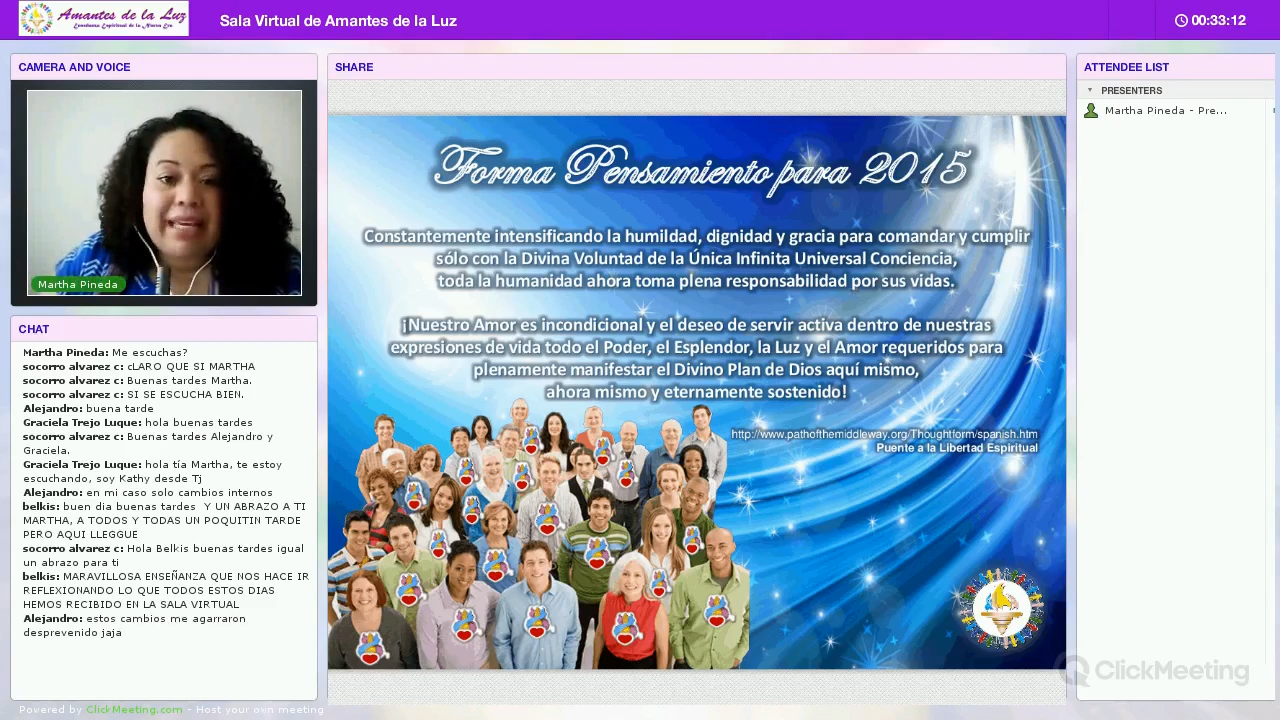 Amantes de la Luz
Enseñanza Espiritual de la Nueva Era
Sala Virtual de Amantes de la Luz
00:33:12
CAMERA AND VOICE
Martha Pineda
CHAT
Martha Pineda: Me escuchas?
socorro alvarez c: cLARO QUE SI MARTHA
socorro alvarez c: Buenas tardes Martha.
socorro alvarez c: SI SE ESCUCHA BIEN.
Alejandro: buena tarde
Graciela Trejo Luque: hola buenas tardes
socorro alvarez c: Buenas tardes Alejandro y
Graciela.
Graciela Trejo Luque: hola tía Martha, te estoy
escuchando, soy Kathy desde Tj
Alejandro: en mi caso solo cambios internos
belkis: buen dia buenas tardes Y UN ABRAZO A TI
MARTHA, A TODOS Y TODAS UN POQUITIN TARDE
PERO AQUI LLEGGUE
socorro alvarez c: Hola Belkis buenas tardes igual
un abrazo para ti
belkis: MARAVILLOSA ENSEÑANZA QUE NOS HACE IR
REFLEXIONANDO LO QUE TODOS ESTOS DIAS
HEMOS RECIBIDO EN LA SALA VIRTUAL
Alejandro: estos cambios me agarraron
desprevenido jaja
Powered by ClickMeeting.com - Host your own meeting
SHARE
Forma Pensamiento para 2015
Constantemente intensificando la humildad, dignidad y gracia para comandar y cumplir
sólo con la Divina Voluntad de la Única Infinita Universal Conciencia,
toda la humanidad ahora toma plena responsabilidad por sus vidas.
¡Nuestro Amor es incondicional y el deseo de servir activa dentro de nuestras
expresiones de vida todo el Poder, el Esplendor, la Luz y el Amor requeridos para
plenamente manifestar el Divino Plan de Dios aquí mismo,
ahora mismo y eternamente sostenido!
http://www.pathofthemiddleway.org/Thoughtform/spanish.htm
Puente a la Libertad Espiritual
ATTENDEE LIST
PRESENTERS
Martha Pineda - Pre...
ClickMeeting